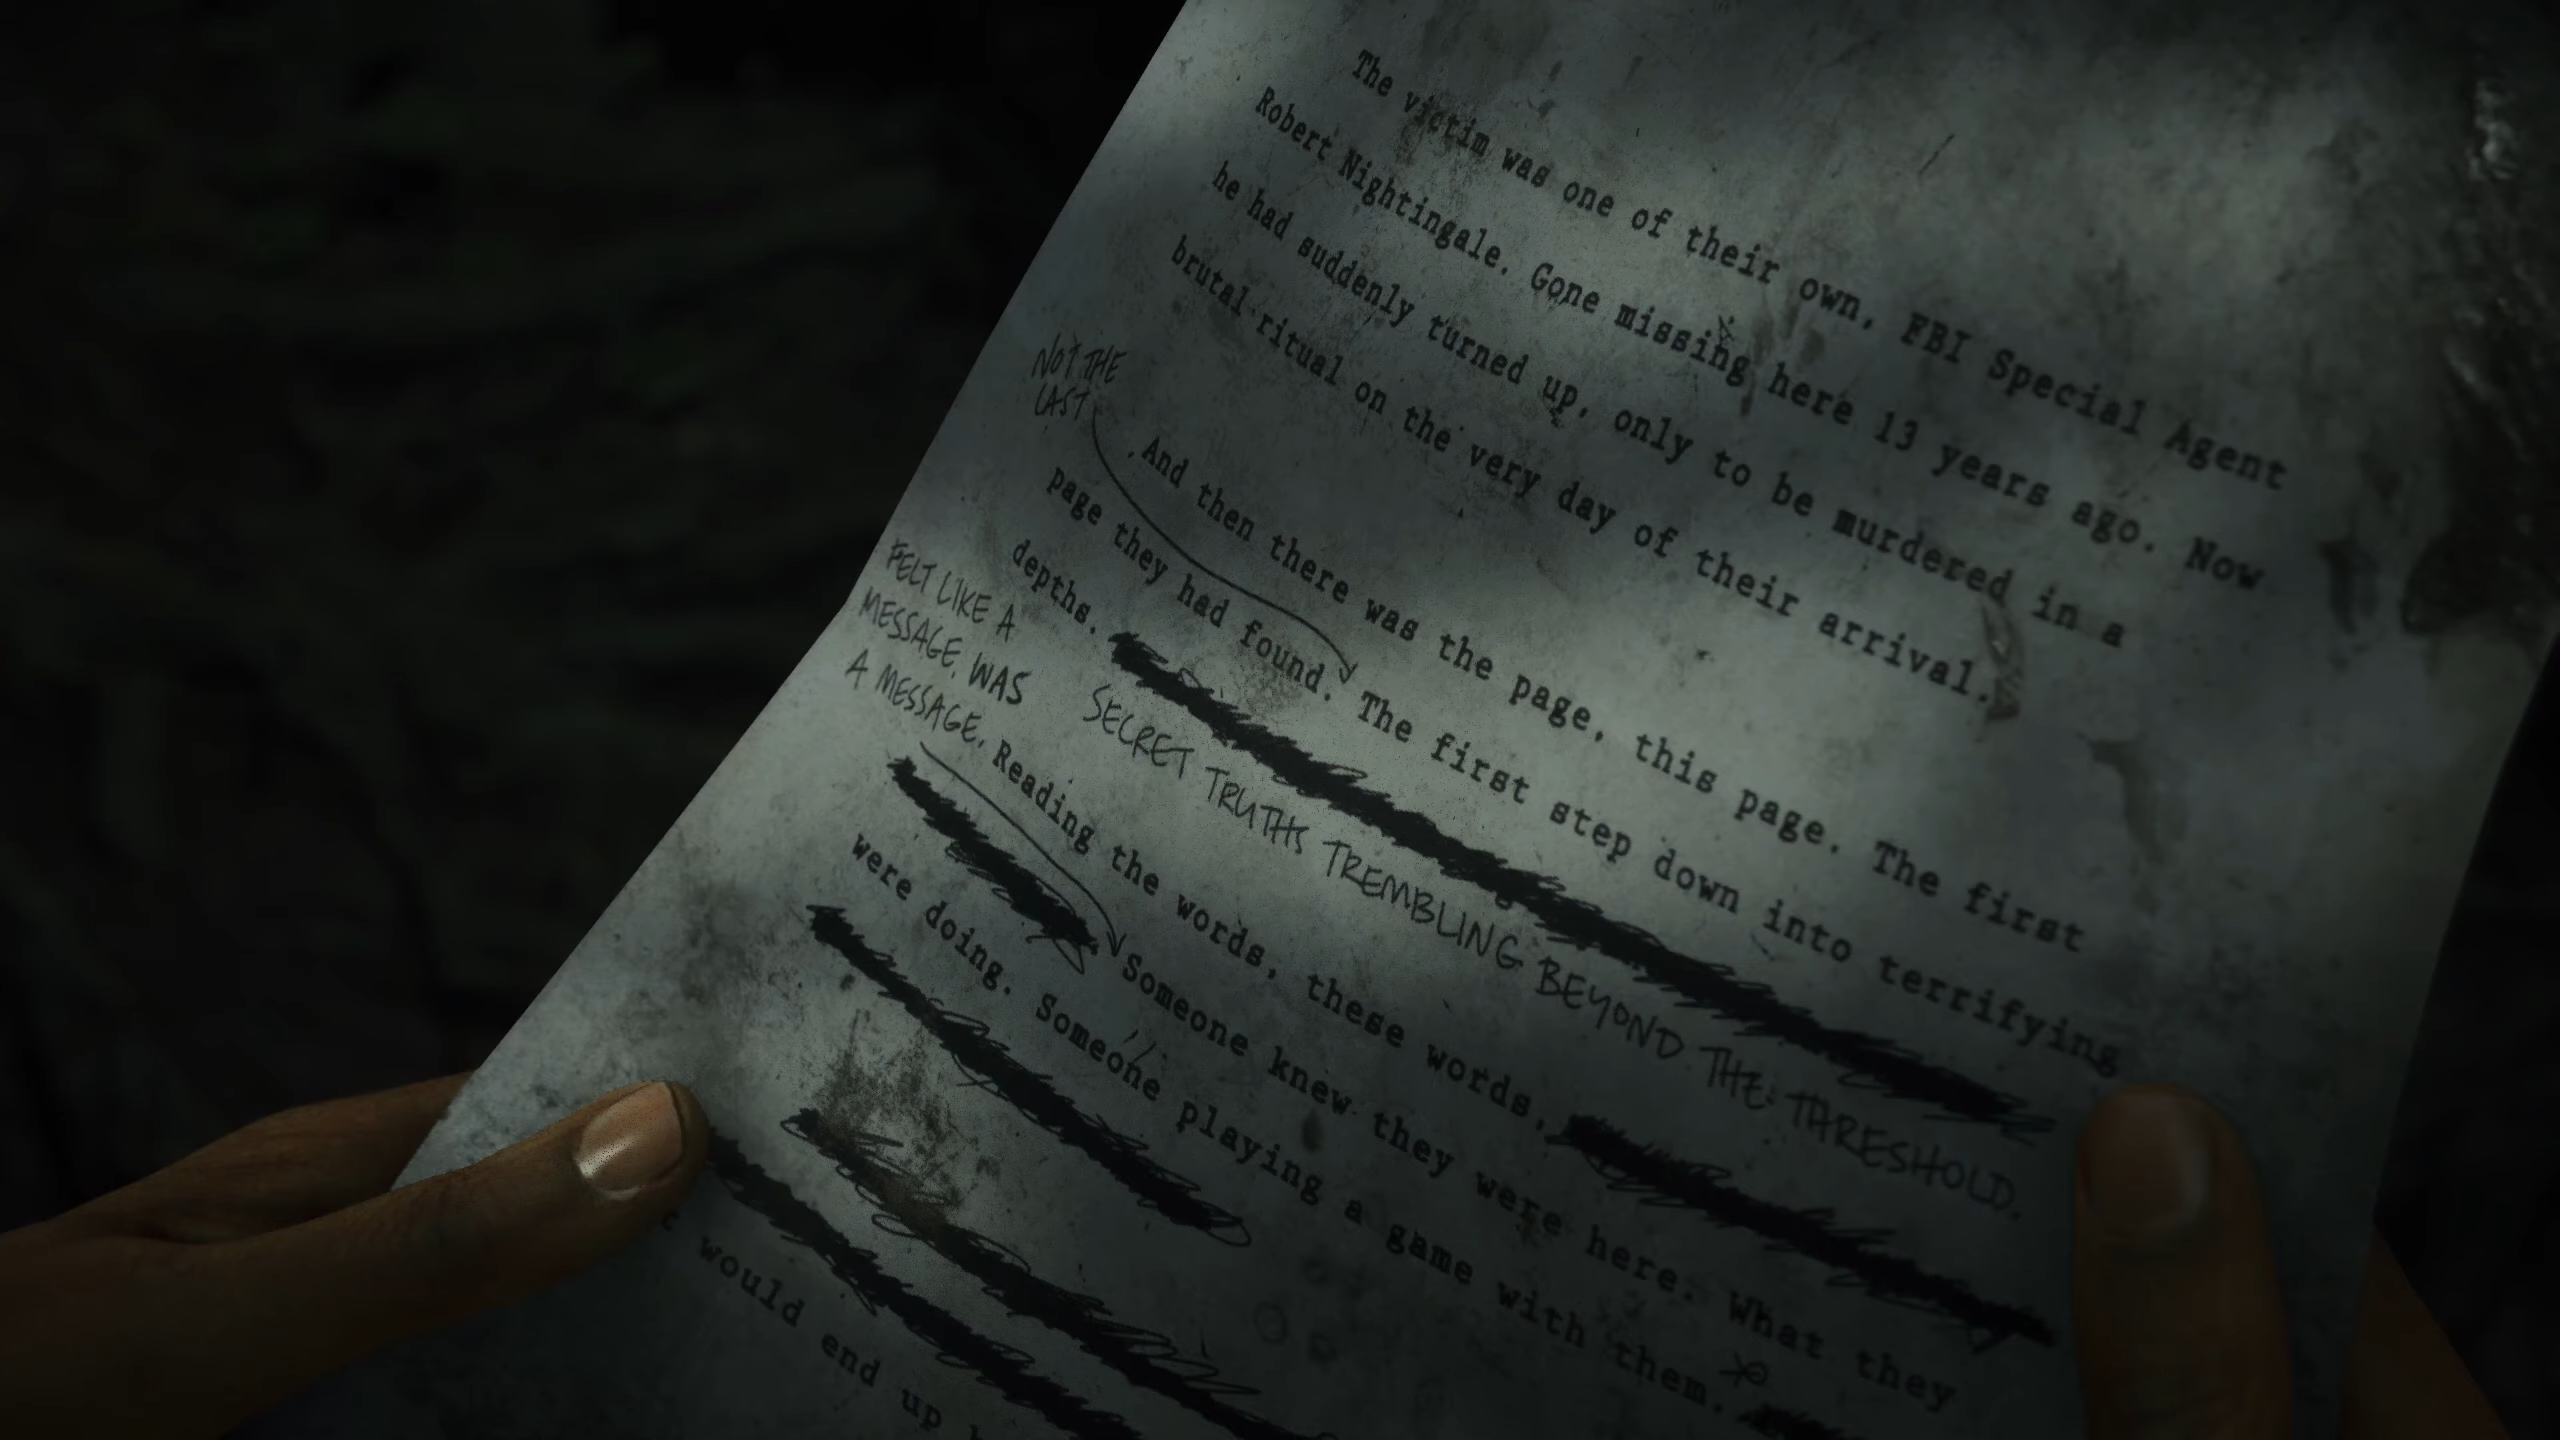 The victim was one of their own, FBI Special Agent
Robert Nightingale. Gone missing here 13 years ago. Now
he had suddenly turned up, only to be murdered in a
brutal ritual on the very day of their arrival.
NOT THE
LAST
And then there was the page, this page. The first
page they had found. The first step down into terrifying
depths.
SECRET TRUTHS TREMBLING BEYOND THE THRESHOLD.
FELT LIKE A
MESSAGE. WAS
A MESSAGE.
Reading the words, these words,
Someone knew they were here. What they
were doing. Someone playing a game with them.
would end up